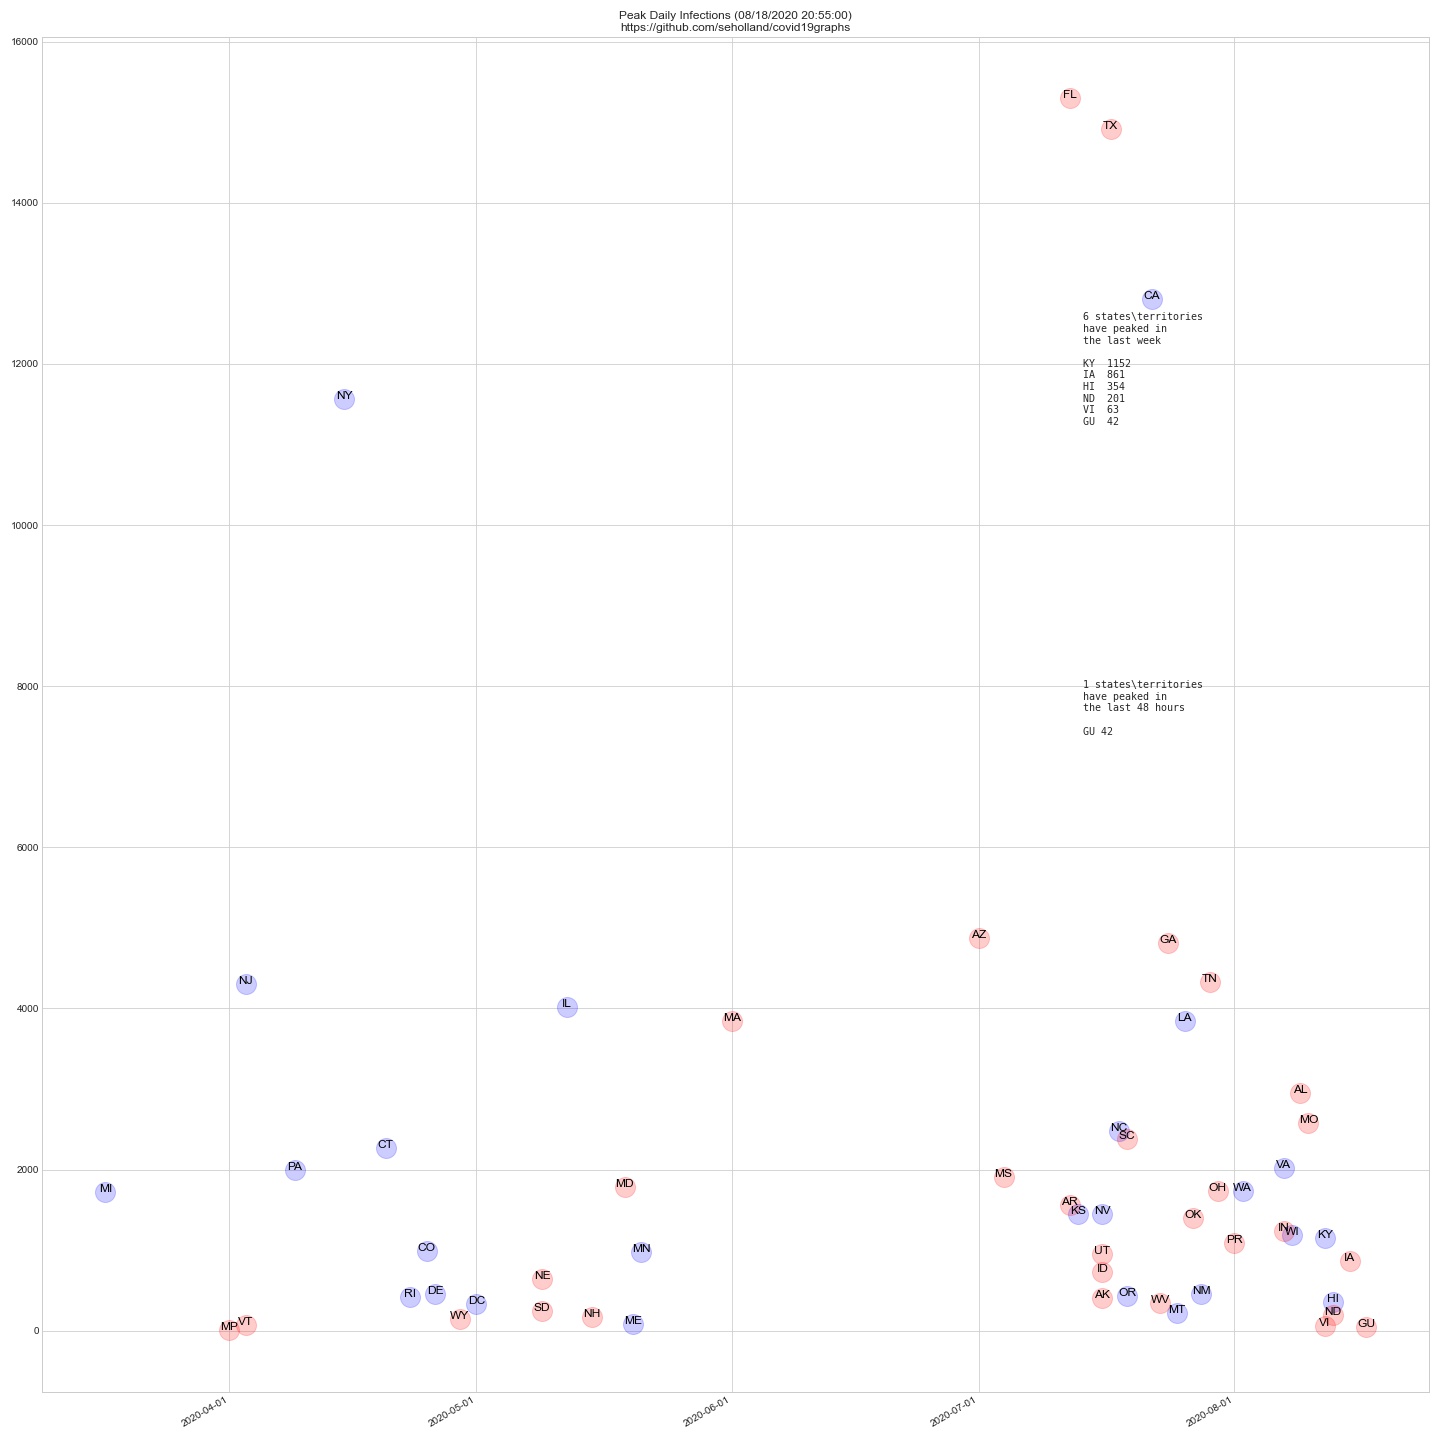 Peak Daily Infections (08/18/2020 20:55:00)
https://github.com/seholland/covid19graphs
16000
FL
TX
14000
CA
6 states\territories
have peaked in
the last week
12000
KY 1152
IA 861
HI 354
ND 201
VI 63
GU 42
NY
10000
8000
1 states\territories
have peaked in
the last 48 hours
GU 42
6000
AZ
GA
NJ
TN
4000
IL
MA
LA
AL
MO
NC
SC
CT
VA
2000
PA
MS
MD
MI
OH
WA
AR
KS
NV
OK
IN
WI
KY
PR
CO
MN
UT
IA
ID
NE
RI
DE
AK
OR
NM
DC
WV
HI
SD
MT
ND
WY
NH
VT
ME
VI
GU
MP
0
2020-04-01
2020-05-01
2020-06-01
2020-07-01
2020-08-01